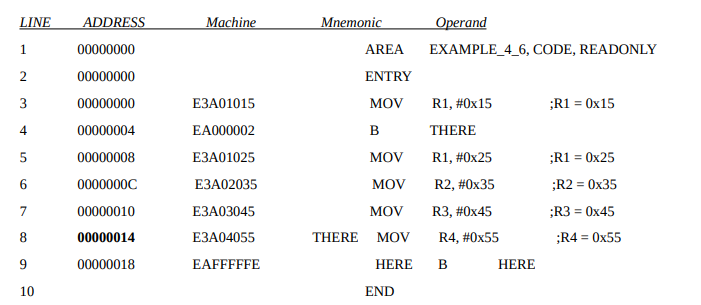 LINE ADDRESS Machine Mnemonic Operand
1 00000000 AREA EXAMPLE_4_6, CODE, READONLY
2 00000000 ENTRY
3 00000000 E3A01015 MOV R1, #0x15 ;R1 = 0x15
4 00000004 EA000002 B THERE
5 00000008 E3A01025 MOV R1, #0x25 ;R1 = 0x25
6 0000000C E3A02035 MOV R2, #0x35 ;R2 = 0x35
7 00000010 E3A03045 MOV R3, #0x45 ;R3 = 0x45
8 00000014 E3A04055 THERE MOV R4, #0x55 ;R4 = 0x55
9 00000018 EAFFFFFE HERE B HERE
10 END